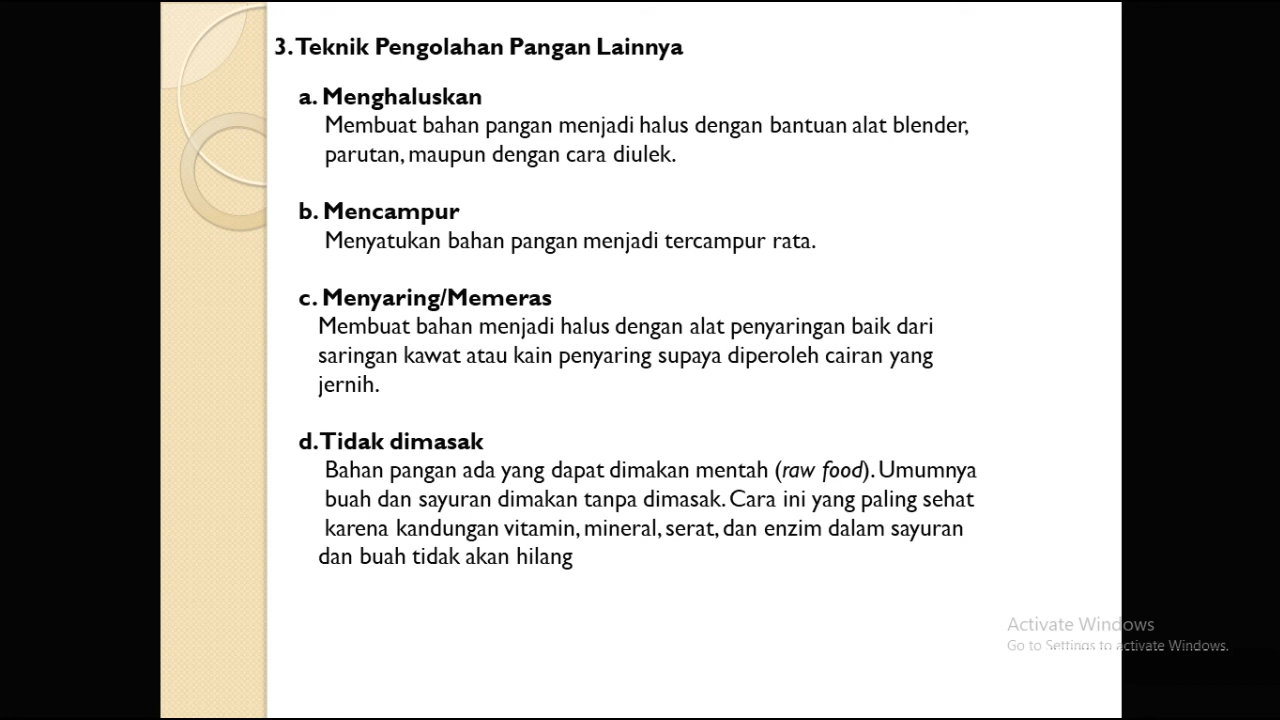 3. Teknik Pengolahan Pangan Lainnya
a. Menghaluskan
Membuat bahan pangan menjadi halus dengan bantuan alat blender,
parutan, maupun dengan cara diulek.
b. Mencampur
Menyatukan bahan pangan menjadi tercampur rata.
c. Menyaring/Memeras
Membuat bahan menjadi halus dengan alat penyaringan baik dari
saringan kawat atau kain penyaring supaya diperoleh cairan yang
jernih.
d. Tidak dimasak
Bahan pangan ada yang dapat dimakan mentah (raw food). Umumnya
buah dan sayuran dimakan tanpa dimasak. Cara ini yang paling sehat
karena kandungan vitamin, mineral, serat, dan enzim dalam sayuran
dan buah tidak akan hilang
Activate Windows
Go to Settings to activate Windows.